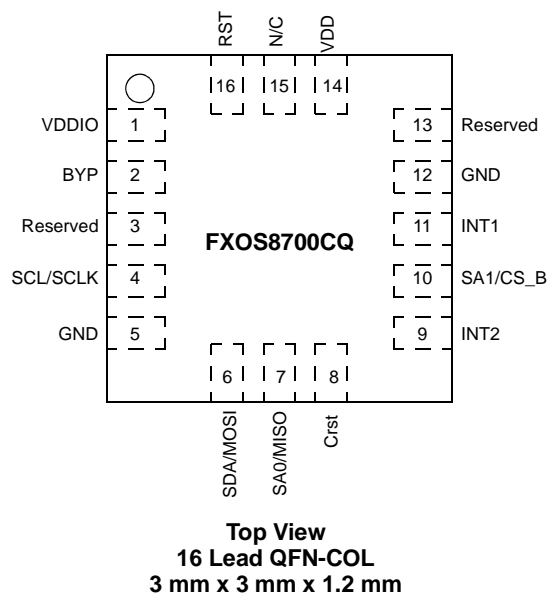 RST
N/C
VDD
16
15
14
VDDIO 1
13 Reserved
BYP 2
12 GND
Reserved 3
11 INT1
FXOS8700CQ
SCL/SCLK 4
10 SA1/CS_B
GND 5
9 INT2
6
7
8
SDA/MOSI
SA0/MISO
Crst
Top View
16 Lead QFN-COL
3 mm x 3 mm x 1.2 mm